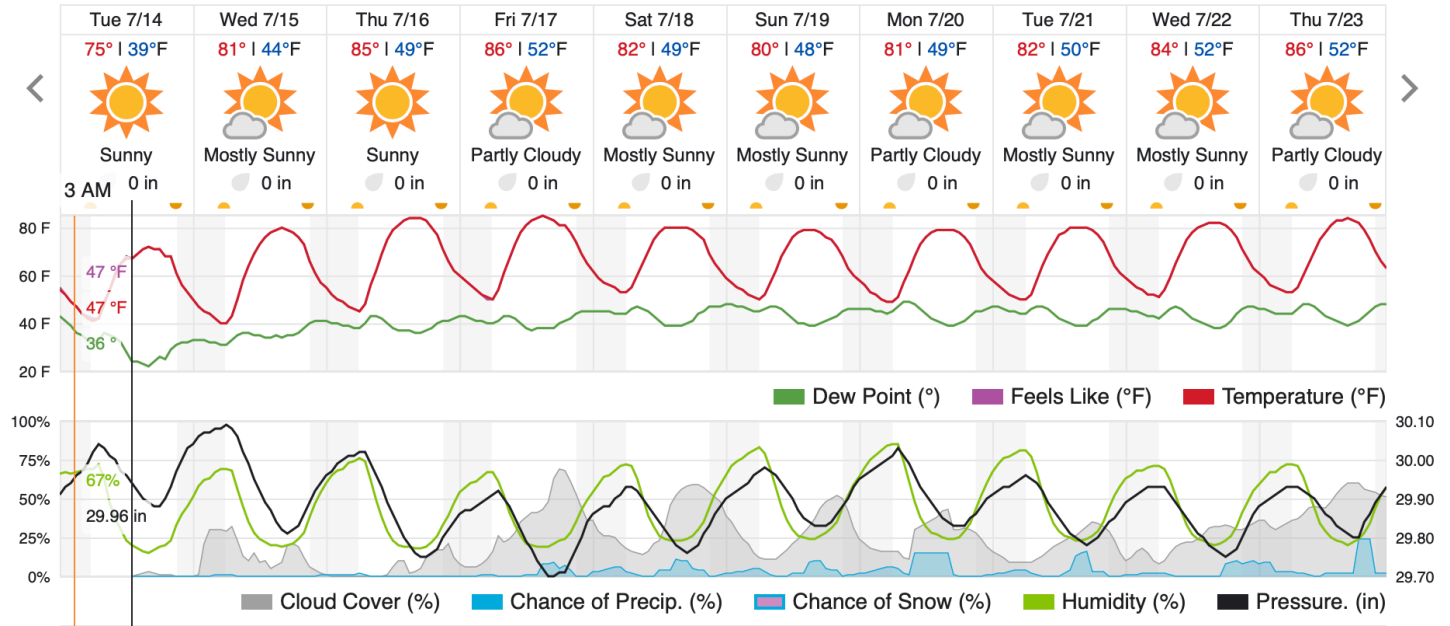 Tue 7/14 Wed 7/15 Thu 7/16 Fri 7/17 Sat 7/18 Sun 7/19 Mon 7/20 Tue 7/21 Wed 7/22 Thu 7/23
75° | 39°F 81° | 44°F 85° | 49°F 86° | 52°F 82° | 49°F 80° | 48°F 81° | 49°F 82° | 50°F 84° | 52°F 86° | 52°F
Sunny Mostly Sunny Sunny Partly Cloudy Mostly Sunny Mostly Sunny Partly Cloudy Mostly Sunny Mostly Sunny Partly Cloudy
0 in 0 in 0 in 0 in 0 in 0 in 0 in 0 in 0 in 0 in
3 AM
80 F
60 F
40 F
20 F
47 °F
47 °F
36 °
Dew Point (°) Feels Like (°F) Temperature (°F)
100% 30.10
75% 30.00
50% 29.90
25% 29.80
0% 29.70
67%
29.96 in
Cloud Cover (%) Chance of Precip. (%) Chance of Snow (%) Humidity (%) Pressure. (in)